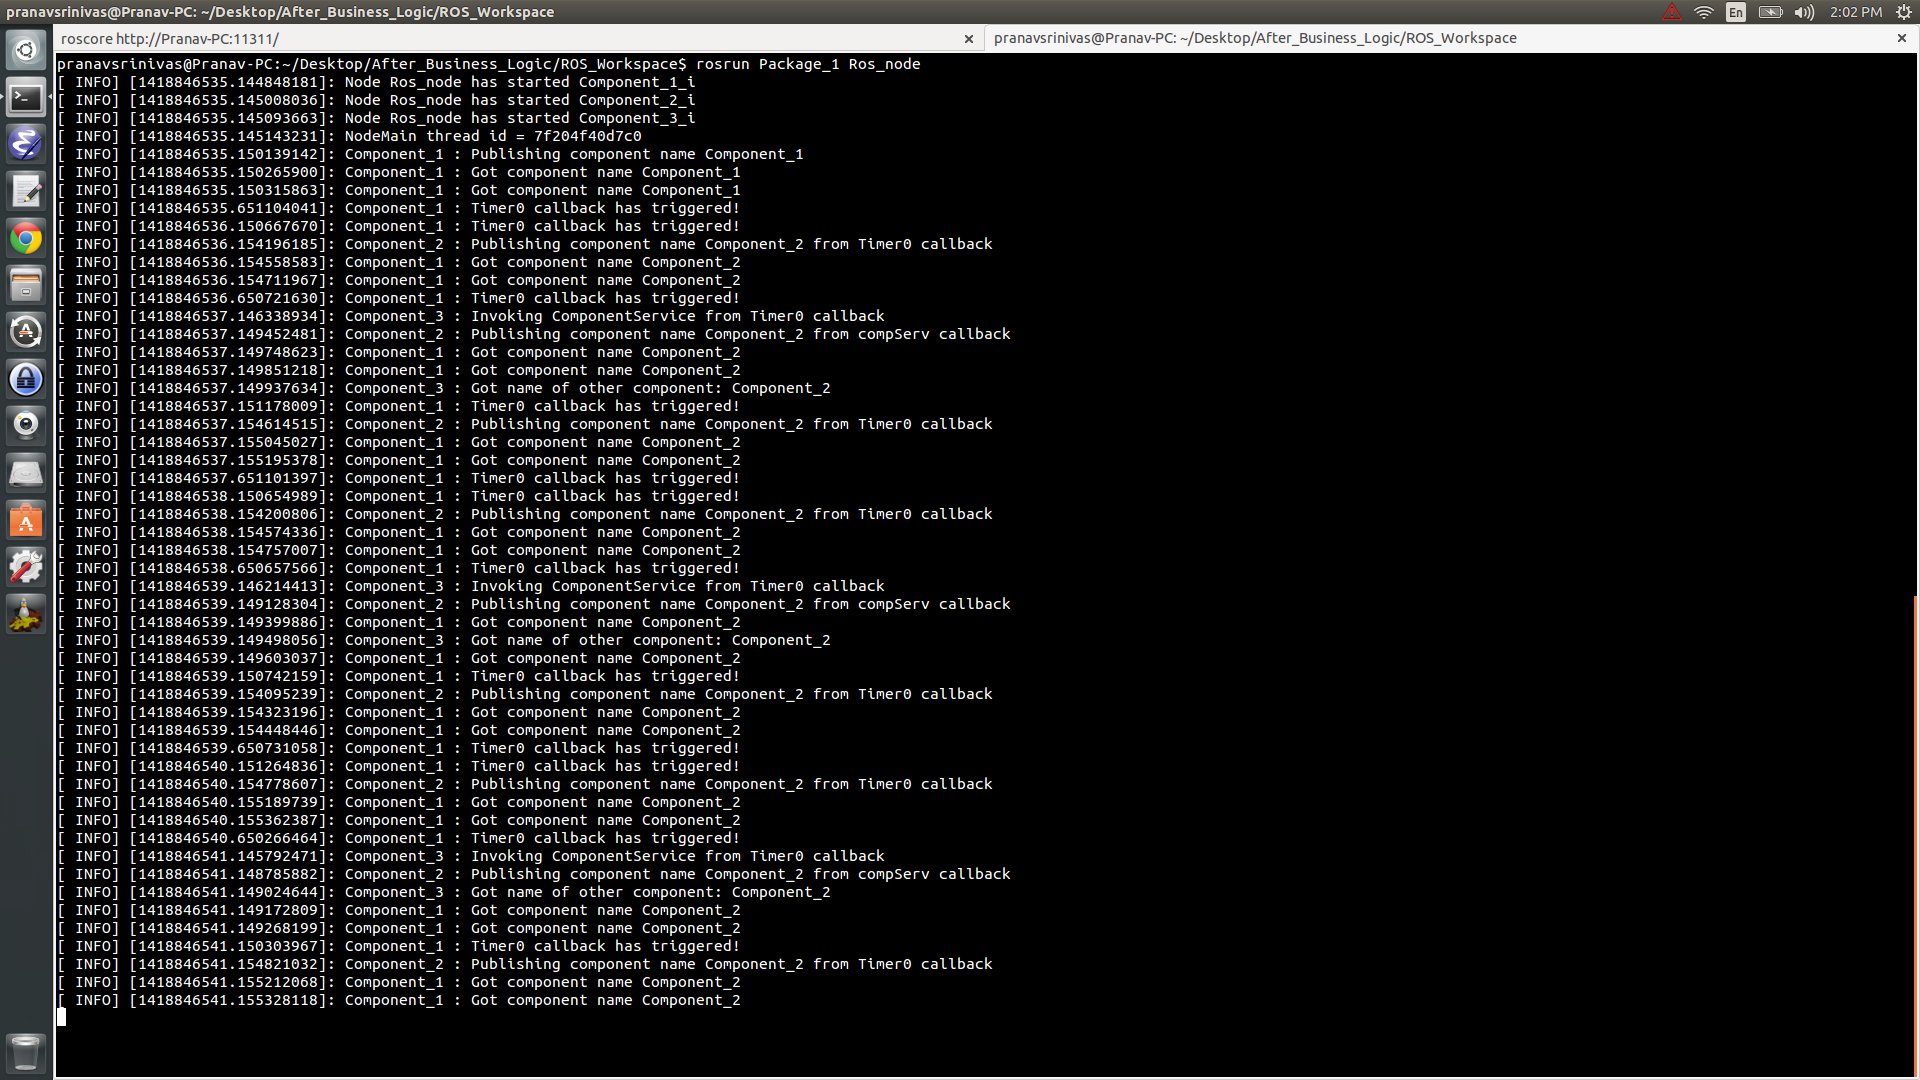 pranavsrinivas@Pranav-PC: ~/Desktop/After_Business_Logic/ROS_Workspace
En
2:02 PM
roscore http://Pranav-PC:11311/
pranavsrinivas@Pranav-PC: ~/Desktop/After_Business_Logic/ROS_Workspace
pranavsrinivas@Pranav-PC:~/Desktop/After_Business_Logic/ROS_Workspace$ rosrun Package_1 Ros_node
[ INFO] [1418846535.144848181]: Node Ros_node has started Component_1_i
[ INFO] [1418846535.145008036]: Node Ros_node has started Component_2_i
[ INFO] [1418846535.145093663]: Node Ros_node has started Component_3_i
[ INFO] [1418846535.145143231]: NodeMain thread id = 7f204f40d7c0
[ INFO] [1418846535.150139142]: Component_1 : Publishing component name Component_1
[ INFO] [1418846535.150265900]: Component_1 : Got component name Component_1
[ INFO] [1418846535.150315863]: Component_1 : Got component name Component_1
[ INFO] [1418846535.651104041]: Component_1 : Timer0 callback has triggered!
[ INFO] [1418846536.150667670]: Component_1 : Timer0 callback has triggered!
[ INFO] [1418846536.154196185]: Component_2 : Publishing component name Component_2 from Timer0 callback
[ INFO] [1418846536.154558583]: Component_1 : Got component name Component_2
[ INFO] [1418846536.154711967]: Component_1 : Got component name Component_2
[ INFO] [1418846536.650721630]: Component_1 : Timer0 callback has triggered!
[ INFO] [1418846537.146338934]: Component_3 : Invoking ComponentService from Timer0 callback
[ INFO] [1418846537.149452481]: Component_2 : Publishing component name Component_2 from compServ callback
[ INFO] [1418846537.149748623]: Component_1 : Got component name Component_2
[ INFO] [1418846537.149851218]: Component_1 : Got component name Component_2
[ INFO] [1418846537.149937634]: Component_3 : Got name of other component: Component_2
[ INFO] [1418846537.151178009]: Component_1 : Timer0 callback has triggered!
[ INFO] [1418846537.154614515]: Component_2 : Publishing component name Component_2 from Timer0 callback
[ INFO] [1418846537.155045027]: Component_1 : Got component name Component_2
[ INFO] [1418846537.155195378]: Component_1 : Got component name Component_2
[ INFO] [1418846537.651101397]: Component_1 : Timer0 callback has triggered!
[ INFO] [1418846538.150654989]: Component_1 : Timer0 callback has triggered!
[ INFO] [1418846538.154200806]: Component_2 : Publishing component name Component_2 from Timer0 callback
[ INFO] [1418846538.154574336]: Component_1 : Got component name Component_2
[ INFO] [1418846538.154757007]: Component_1 : Got component name Component_2
[ INFO] [1418846538.650657566]: Component_1 : Timer0 callback has triggered!
[ INFO] [1418846539.146214413]: Component_3 : Invoking ComponentService from Timer0 callback
[ INFO] [1418846539.149128304]: Component_2 : Publishing component name Component_2 from compServ callback
[ INFO] [1418846539.149399886]: Component_1 : Got component name Component_2
[ INFO] [1418846539.149498056]: Component_3 : Got name of other component: Component_2
[ INFO] [1418846539.149603037]: Component_1 : Got component name Component_2
[ INFO] [1418846539.150742159]: Component_1 : Timer0 callback has triggered!
[ INFO] [1418846539.154095239]: Component_2 : Publishing component name Component_2 from Timer0 callback
[ INFO] [1418846539.154323196]: Component_1 : Got component name Component_2
[ INFO] [1418846539.154448446]: Component_1 : Got component name Component_2
[ INFO] [1418846539.650731058]: Component_1 : Timer0 callback has triggered!
[ INFO] [1418846540.151264836]: Component_1 : Timer0 callback has triggered!
[ INFO] [1418846540.154778607]: Component_2 : Publishing component name Component_2 from Timer0 callback
[ INFO] [1418846540.155189739]: Component_1 : Got component name Component_2
[ INFO] [1418846540.155362387]: Component_1 : Got component name Component_2
[ INFO] [1418846540.650266464]: Component_1 : Timer0 callback has triggered!
[ INFO] [1418846541.145792471]: Component_3 : Invoking ComponentService from Timer0 callback
[ INFO] [1418846541.148785882]: Component_2 : Publishing component name Component_2 from compServ callback
[ INFO] [1418846541.149024644]: Component_3 : Got name of other component: Component_2
[ INFO] [1418846541.149172809]: Component_1 : Got component name Component_2
[ INFO] [1418846541.149268199]: Component_1 : Got component name Component_2
[ INFO] [1418846541.150303967]: Component_1 : Timer0 callback has triggered!
[ INFO] [1418846541.154821032]: Component_2 : Publishing component name Component_2 from Timer0 callback
[ INFO] [1418846541.155212068]: Component_1 : Got component name Component_2
[ INFO] [1418846541.155328118]: Component_1 : Got component name Component_2